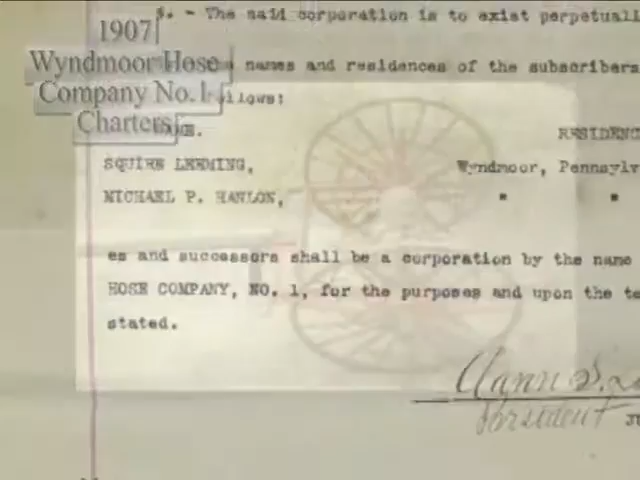 1907
Wyndmoor Hose
Company No. 1
Charters
5. - The said corporation is to exist perpetuall
names and residences of the subscribers
llows:
RESIDENC
SQUIRE LEEMING,
Wyndmoor, Pennsylv
MICHAEL P. HANLON,
" "
es and successors shall be a corporation by the name
HOSE COMPANY, NO. 1, for the purposes and upon the te
stated.
President